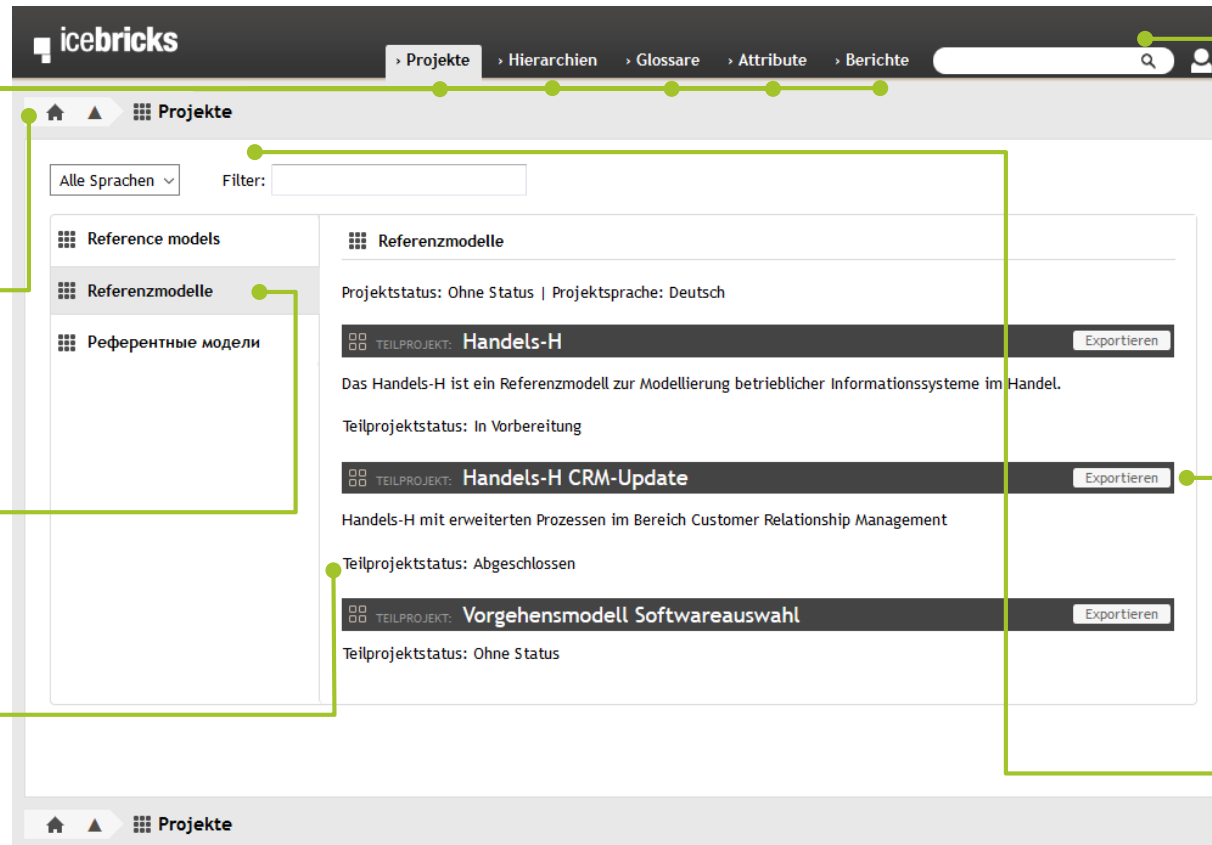 icebricks
› Projekte › Hierarchien › Glossare › Attribute › Berichte
Projekte
Alle Sprachen Filter:
Reference models
Referenzmodelle
Референтные модели
Referenzmodelle
Projektstatus: Ohne Status | Projektsprache: Deutsch
TEILPROJEKT: Handels-H Exportieren
Das Handels-H ist ein Referenzmodell zur Modellierung betrieblicher Informationssysteme im Handel.
Teilprojektstatus: In Vorbereitung
TEILPROJEKT: Handels-H CRM-Update Exportieren
Handels-H mit erweiterten Prozessen im Bereich Customer Relationship Management
Teilprojektstatus: Abgeschlossen
TEILPROJEKT: Vorgehensmodell Softwareauswahl Exportieren
Teilprojektstatus: Ohne Status
Projekte